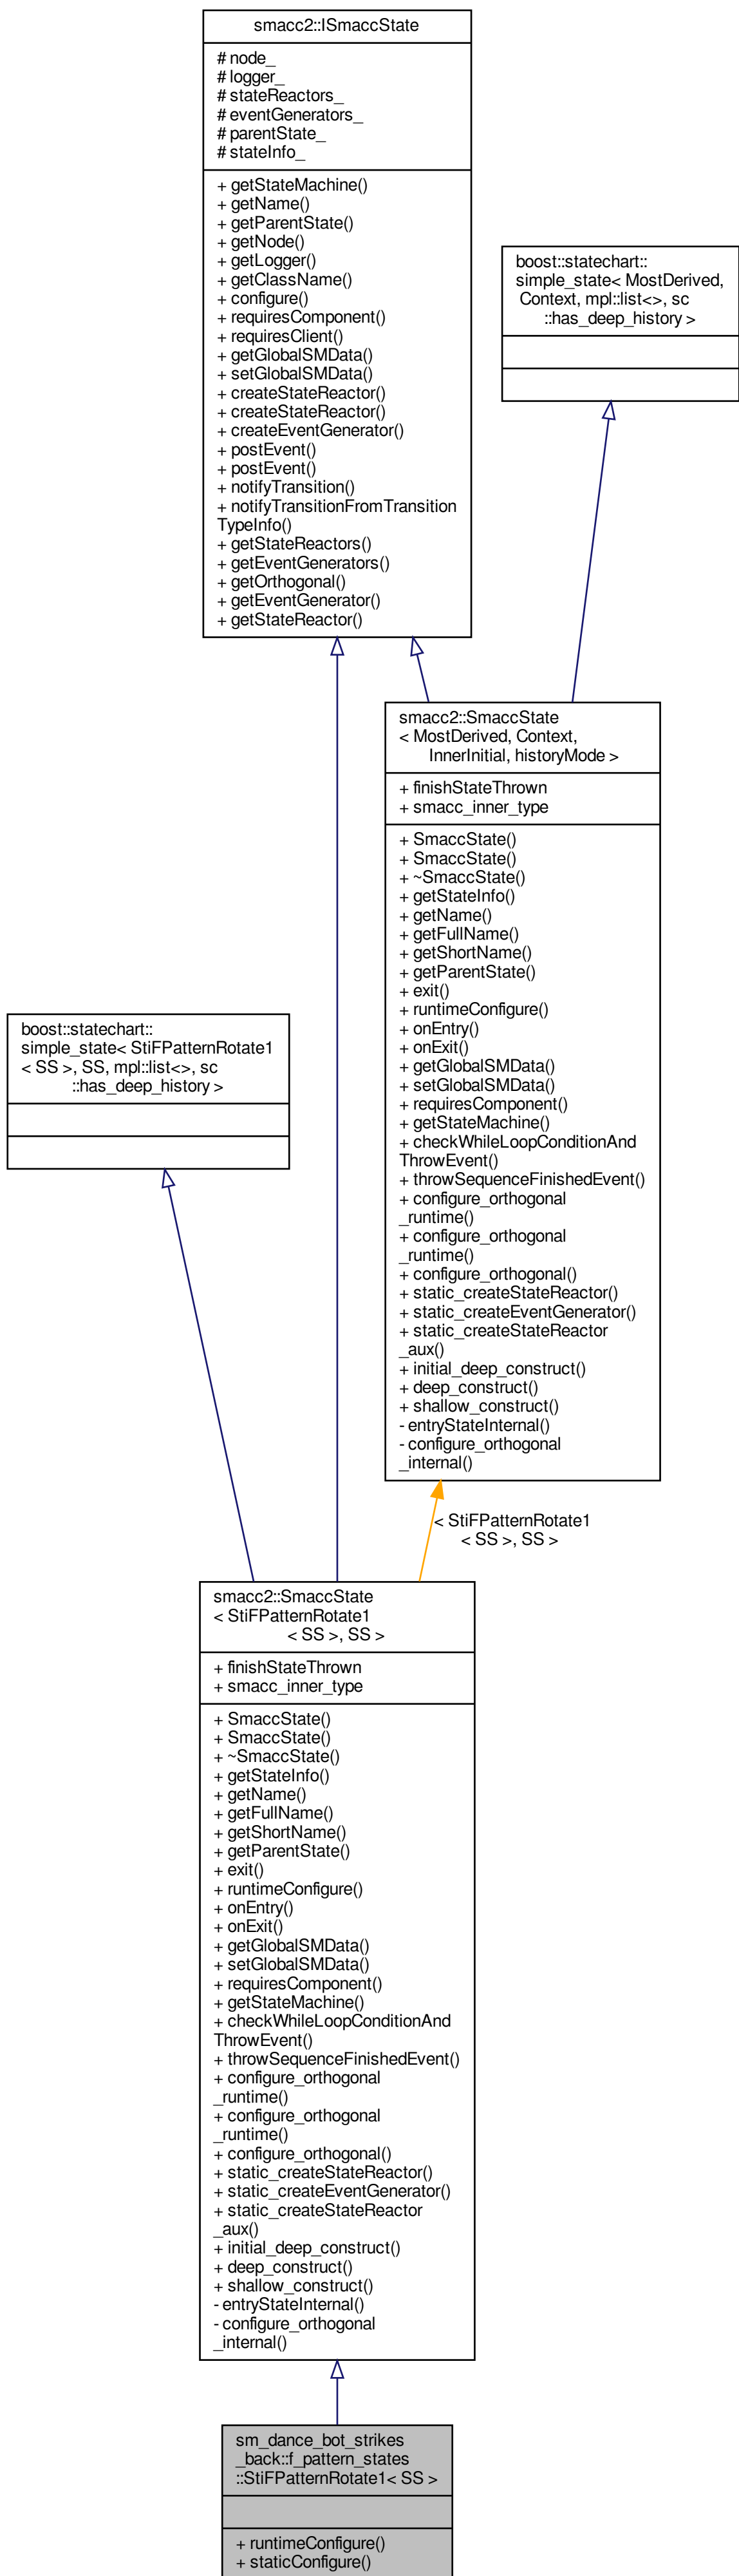 smacc2::ISmaccState
# node_
# logger_
# stateReactors_
# eventGenerators_
# parentState_
# stateInfo_
+ getStateMachine()
+ getName()
+ getParentState()
+ getNode()
+ getLogger()
+ getClassName()
+ configure()
+ requiresComponent()
+ requiresClient()
+ getGlobalSMData()
+ setGlobalSMData()
+ createStateReactor()
+ createStateReactor()
+ createEventGenerator()
+ postEvent()
+ postEvent()
+ notifyTransition()
+ notifyTransitionFromTransition
TypeInfo()
+ getStateReactors()
+ getEventGenerators()
+ getOrthogonal()
+ getEventGenerator()
+ getStateReactor()
boost::statechart::
simple_state< MostDerived,
Context, mpl::list<>, sc
::has_deep_history >
smacc2::SmaccState
< MostDerived, Context,
InnerInitial, historyMode >
+ finishStateThrown
+ smacc_inner_type
+ SmaccState()
+ SmaccState()
+ ~SmaccState()
+ getStateInfo()
+ getName()
+ getFullName()
+ getShortName()
+ getParentState()
+ exit()
+ runtimeConfigure()
+ onEntry()
+ onExit()
+ getGlobalSMData()
+ setGlobalSMData()
+ requiresComponent()
+ getStateMachine()
+ checkWhileLoopConditionAnd
ThrowEvent()
+ throwSequenceFinishedEvent()
+ configure_orthogonal
_runtime()
+ configure_orthogonal
_runtime()
+ configure_orthogonal()
+ static_createStateReactor()
+ static_createEventGenerator()
+ static_createStateReactor
_aux()
+ initial_deep_construct()
+ deep_construct()
+ shallow_construct()
- entryStateInternal()
- configure_orthogonal
_internal()
boost::statechart::
simple_state< StiFPatternRotate1
< SS >, SS, mpl::list<>, sc
::has_deep_history >
< StiFPatternRotate1
< SS >, SS >
smacc2::SmaccState
< StiFPatternRotate1
< SS >, SS >
+ finishStateThrown
+ smacc_inner_type
+ SmaccState()
+ SmaccState()
+ ~SmaccState()
+ getStateInfo()
+ getName()
+ getFullName()
+ getShortName()
+ getParentState()
+ exit()
+ runtimeConfigure()
+ onEntry()
+ onExit()
+ getGlobalSMData()
+ setGlobalSMData()
+ requiresComponent()
+ getStateMachine()
+ checkWhileLoopConditionAnd
ThrowEvent()
+ throwSequenceFinishedEvent()
+ configure_orthogonal
_runtime()
+ configure_orthogonal
_runtime()
+ configure_orthogonal()
+ static_createStateReactor()
+ static_createEventGenerator()
+ static_createStateReactor
_aux()
+ initial_deep_construct()
+ deep_construct()
+ shallow_construct()
- entryStateInternal()
- configure_orthogonal
_internal()
sm_dance_bot_strikes
_back::f_pattern_states
::StiFPatternRotate1< SS >
+ runtimeConfigure()
+ staticConfigure()